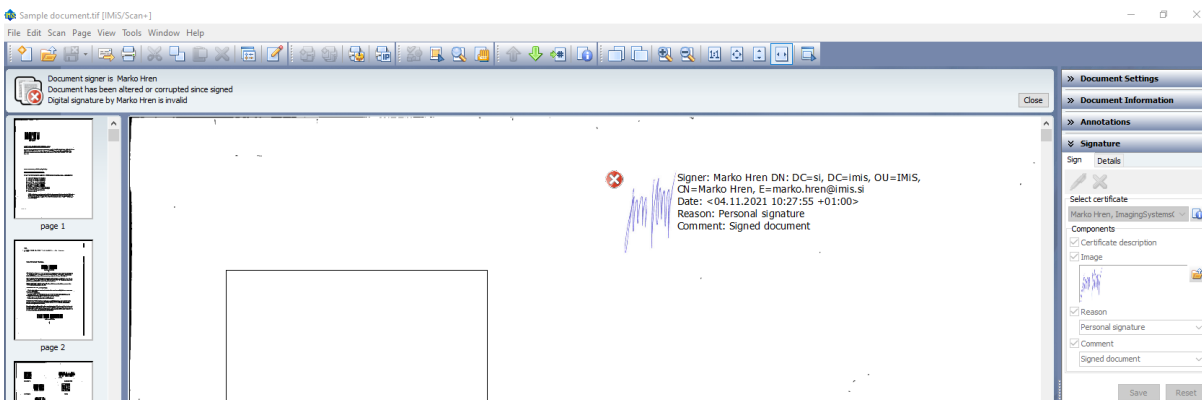 Sample document.tif [IMiS/Scan+]
File Edit Scan Page View Tools Window Help
Document signer is Marko Hren
Document has been altered or corrupted since signed
Digital signature by Marko Hren is invalid
Close
page 1
page 2
Signer: Marko Hren DN: DC=si, DC=imis, OU=IMiS,
CN=Marko Hren, E=marko.hren@imis.si
Date: <04.11.2021 10:27:55 +01:00>
Reason: Personal signature
Comment: Signed document
Document Settings
Document Information
Annotations
Signature
Sign Details
Select certificate
Marko Hren, ImagingSystems(
Components
Certificate description
Image
Reason
Personal signature
Comment
Signed document
Save Reset